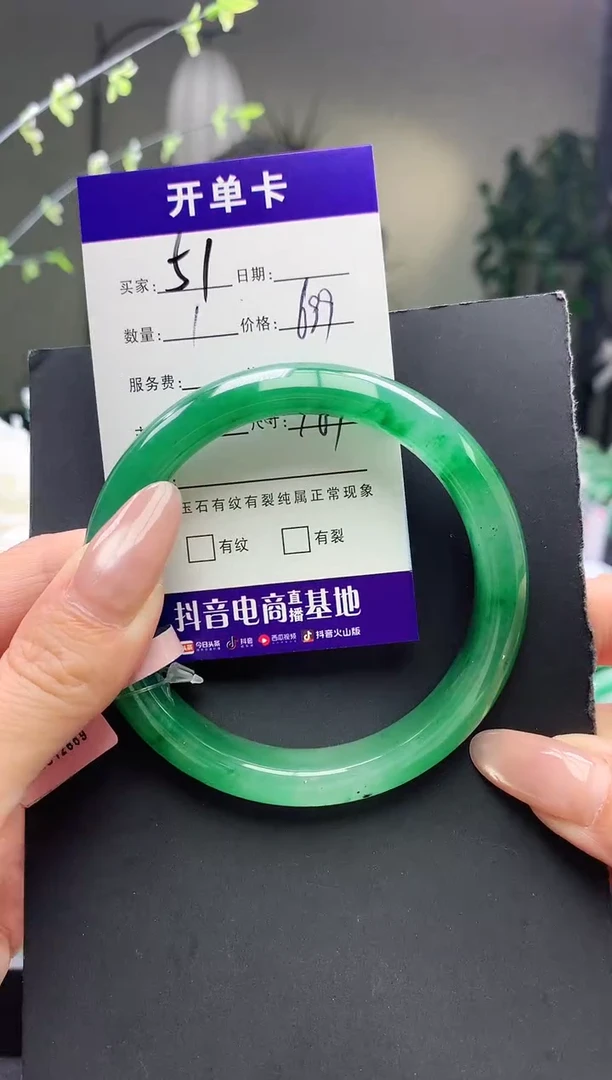 开单卡
买家: 51 日期:
数量: 1 价格: 699
服务费:
尺寸:
玉石有纹有裂纯属正常现象
有纹 有裂
抖音电商直播基地
今日头条 抖音 西瓜视频 抖音火山版